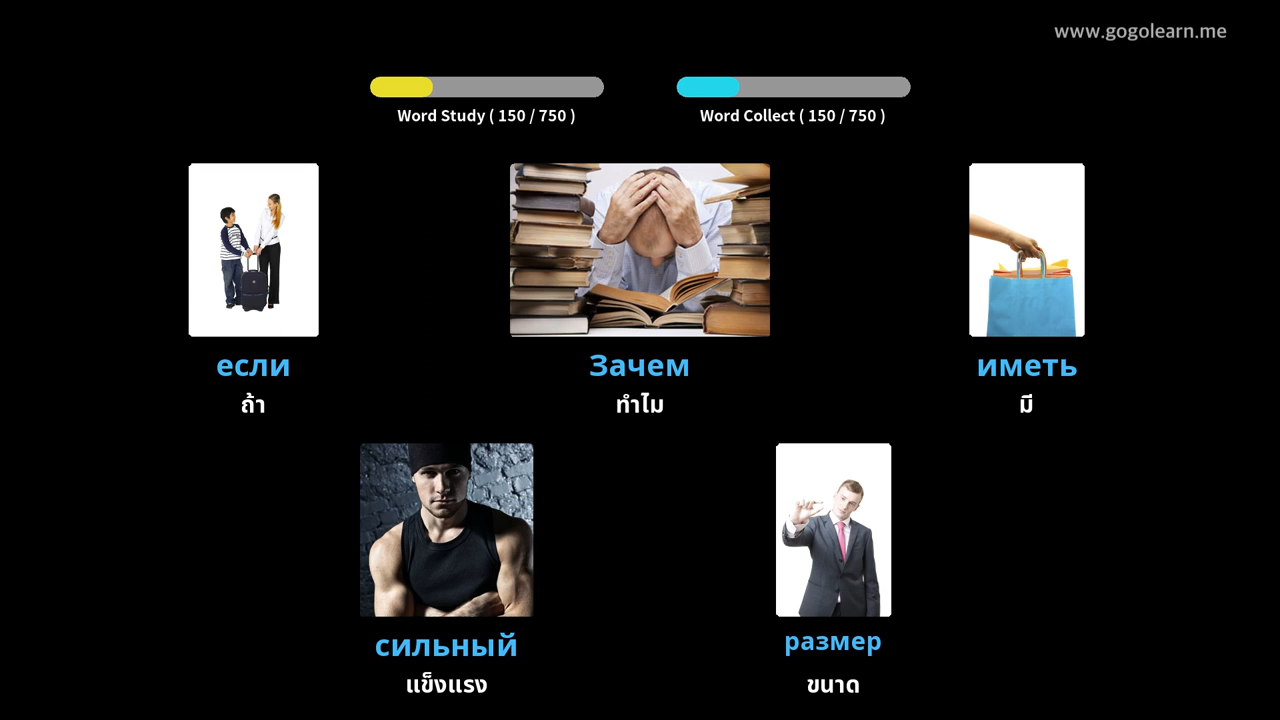 www.gogolearn.me
Word Study ( 150 / 750 )
Word Collect ( 150 / 750 )
если
Зачем
иметь
ถ้า
ทำไม
มี
сильный
размер
แข็งแรง
ขนาด